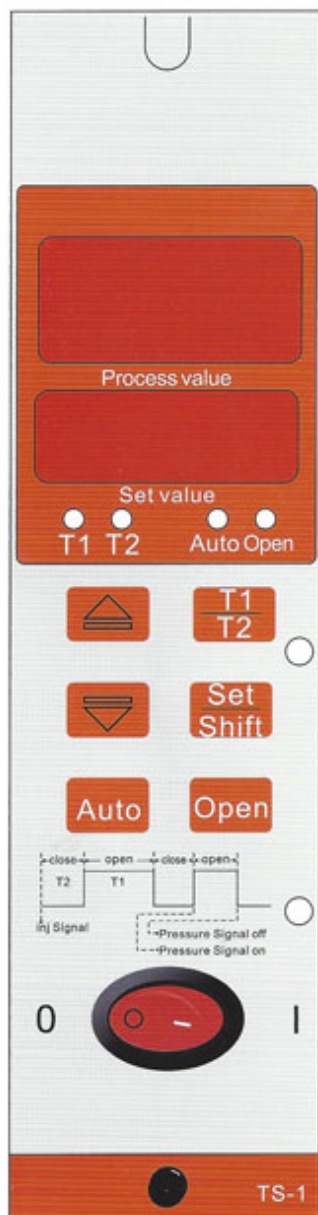 Process value
Set value
T1 T2 Auto Open
T1
T2
Set
Shift
Auto Open
close open close open
T2 T1
Inj Signal
Pressure Signal off
Pressure Signal on
0 I
TS-1